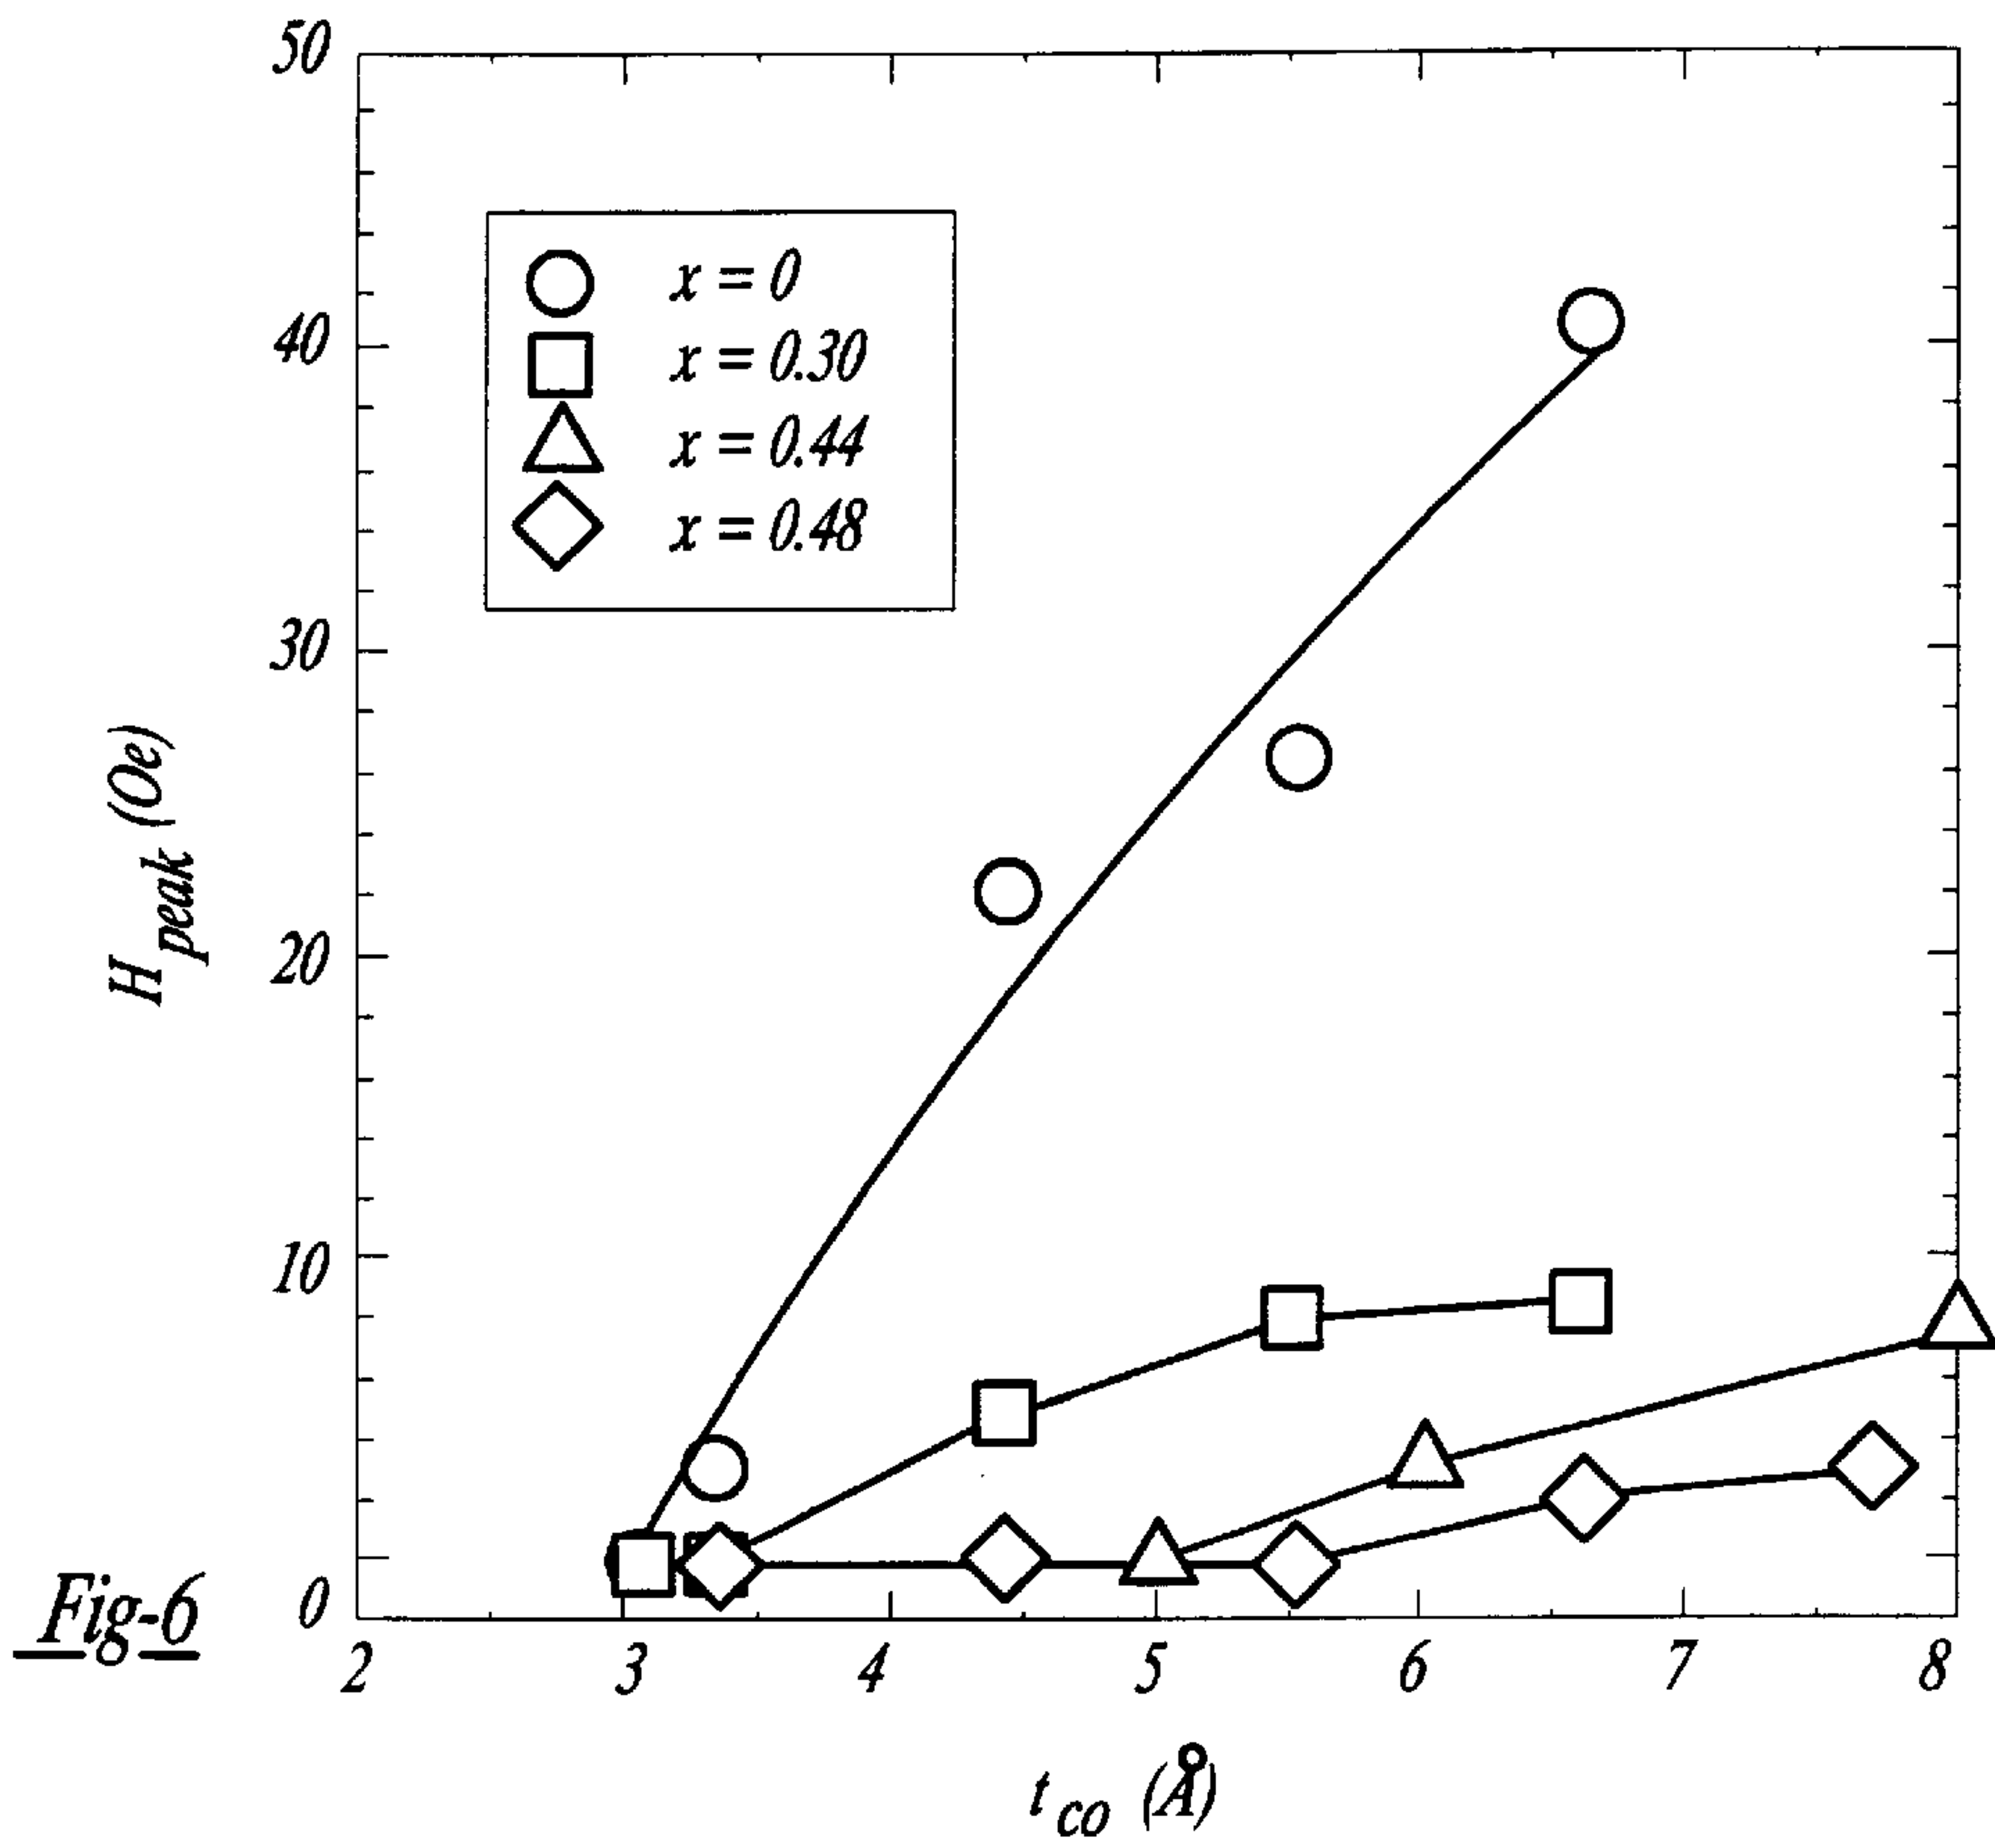 50
40
30
20
10
0
H peak (Oe)
x = 0
x = 0.30
x = 0.44
x = 0.48
Fig-6
2 3 4 5 6 7 8
t co (Å)